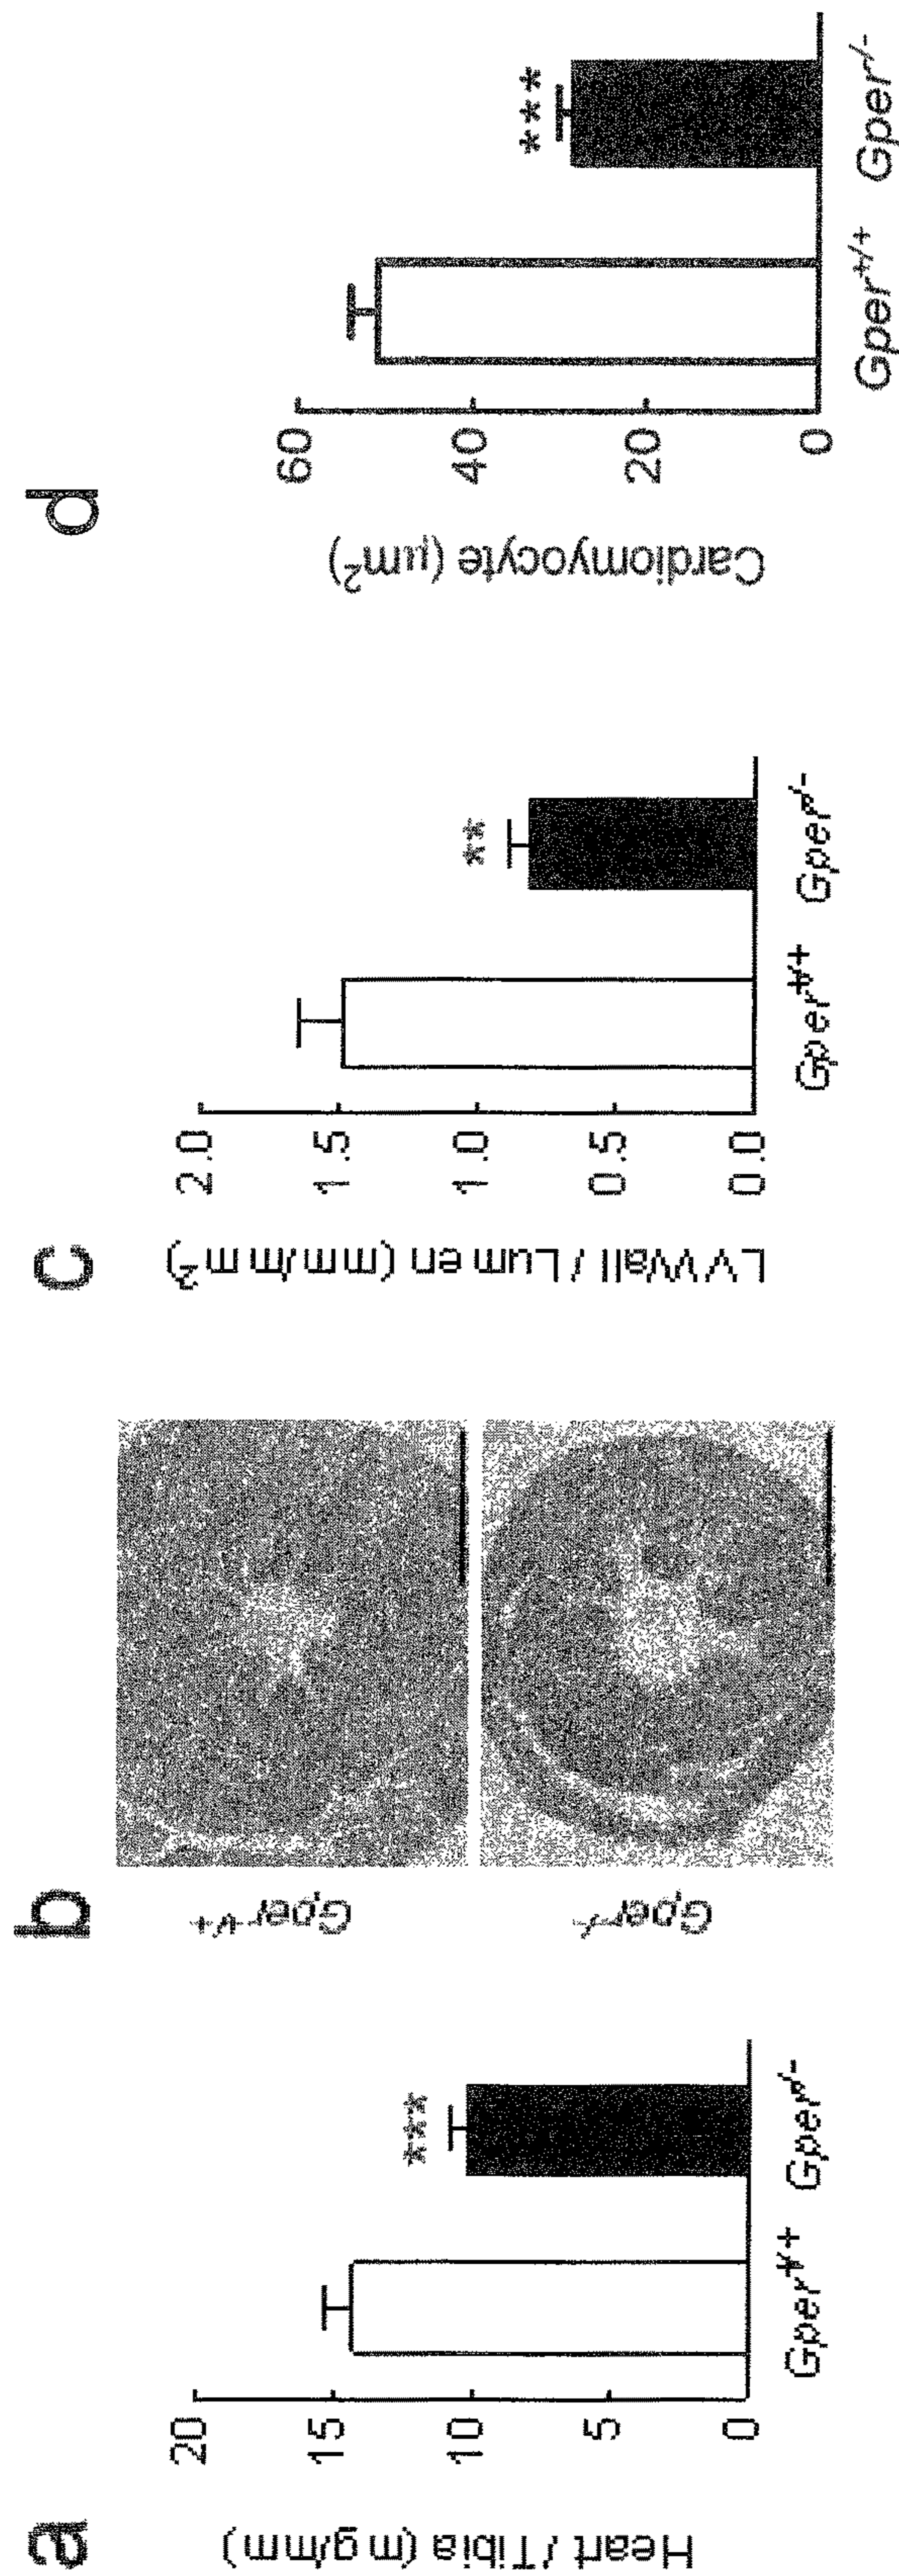 a
Heart / Tibia (mg/mm)
20
15
10
5
0
***
Gper+/+ Gper-/-
b
Gper+/+
Gper-/-
c
LV Wall / Lumen (mm/mm²)
2.0
1.5
1.0
0.5
0.0
**
Gper+/+ Gper-/-
d
Cardiomyocyte (μm²)
60
40
20
0
***
Gper+/+ Gper-/-